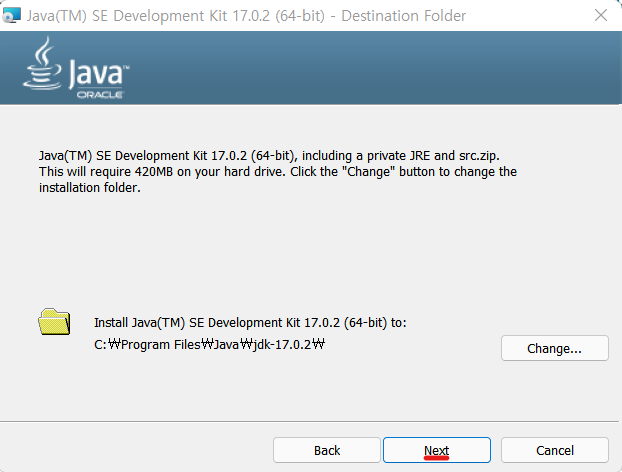 Java(TM) SE Development Kit 17.0.2 (64-bit) - Destination Folder
Java™
ORACLE
Java(TM) SE Development Kit 17.0.2 (64-bit), including a private JRE and src.zip.
This will require 420MB on your hard drive. Click the "Change" button to change the
installation folder.
Install Java(TM) SE Development Kit 17.0.2 (64-bit) to:
C:₩Program Files₩Java₩jdk-17.0.2₩
Change...
Back
Next
Cancel